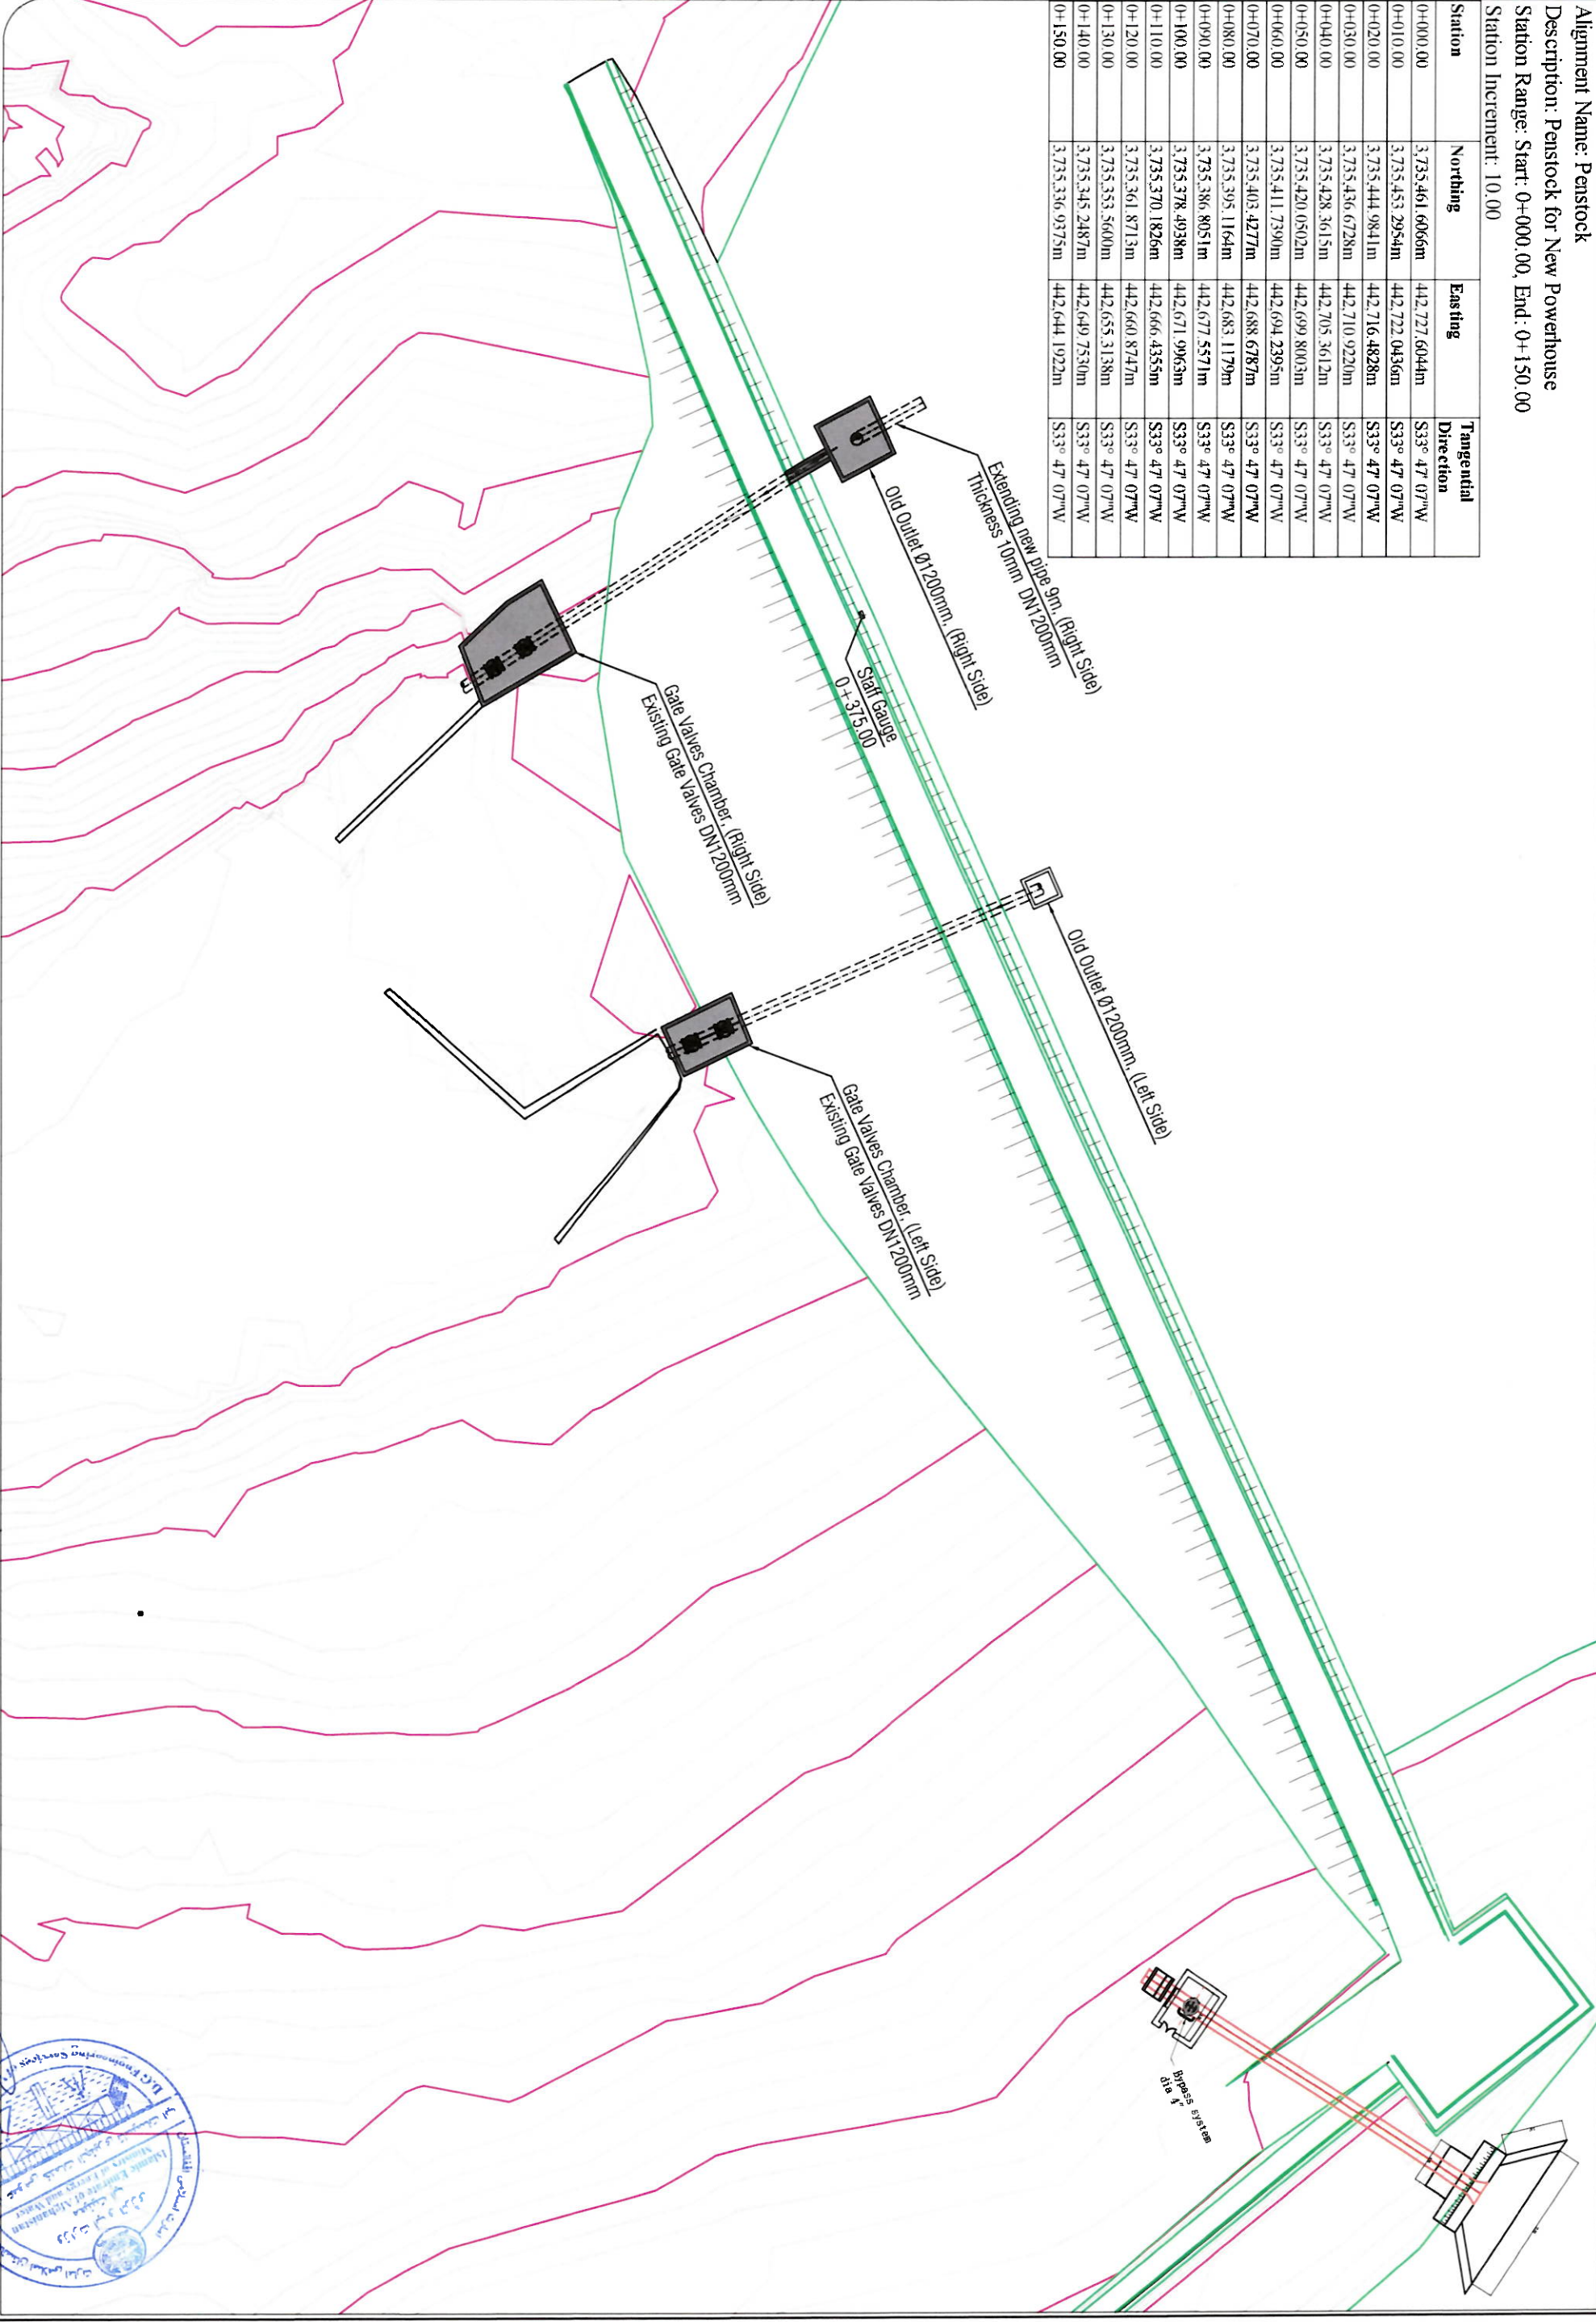 Alignment Name: Penstock
Description: Penstock for New Powerhouse
Station Range: Start: 0+000.00, End: 0+150.00
Station Increment: 10.00
Station Northing Easting Tangential Direction
0+000.00 3,735,461.6066m 442,727.6044m S33° 47' 07"W
0+010.00 3,735,453.2954m 442,722.0436m S33° 47' 07"W
0+020.00 3,735,444.9841m 442,716.4828m S33° 47' 07"W
0+030.00 3,735,436.6728m 442,710.9220m S33° 47' 07"W
0+040.00 3,735,428.3615m 442,705.3612m S33° 47' 07"W
0+050.00 3,735,420.0502m 442,699.8003m S33° 47' 07"W
0+060.00 3,735,411.7390m 442,694.2395m S33° 47' 07"W
0+070.00 3,735,403.4277m 442,688.6787m S33° 47' 07"W
0+080.00 3,735,395.1164m 442,683.1179m S33° 47' 07"W
0+090.00 3,735,386.8051m 442,677.5571m S33° 47' 07"W
0+100.00 3,735,378.4938m 442,671.9963m S33° 47' 07"W
0+110.00 3,735,370.1826m 442,666.4355m S33° 47' 07"W
0+120.00 3,735,361.8713m 442,660.8747m S33° 47' 07"W
0+130.00 3,735,353.5600m 442,655.3138m S33° 47' 07"W
0+140.00 3,735,345.2487m 442,649.7530m S33° 47' 07"W
0+150.00 3,735,336.9375m 442,644.1922m S33° 47' 07"W
Extending new pipe 9m, (Right Side)
Thickness 10mm DN1200mm
Old Outlet Ø1200mm, (Right Side)
Staff Gauge
0+375.00
Gate Valves Chamber, (Right Side)
Existing Gate Valves DN1200mm
Old Outlet Ø1200mm, (Left Side)
Gate Valves Chamber, (Left Side)
Existing Gate Valves DN1200mm
Bypass system
dia 4"
Islamic Emirate of Afghanistan
Ministry of Energy and Water
Engineering Services